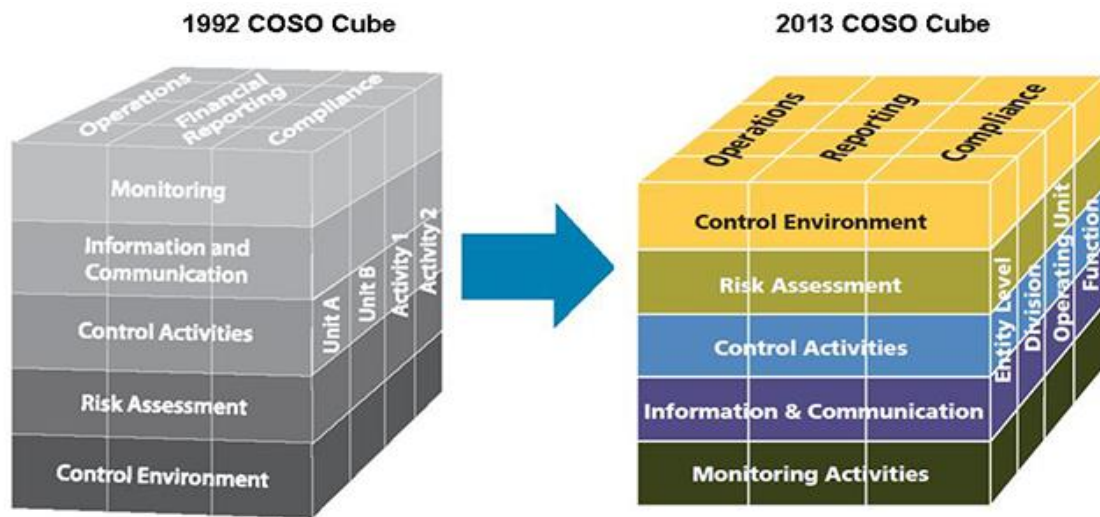 1992 COSO Cube
Operations
Financial
Reporting
Compliance
Monitoring
Information and
Communication
Control Activities
Risk Assessment
Control Environment
Unit A
Unit B
Activity 1
Activity 2
2013 COSO Cube
Operations
Reporting
Compliance
Control Environment
Risk Assessment
Control Activities
Information & Communication
Monitoring Activities
Entity Level
Division
Operating Unit
Function